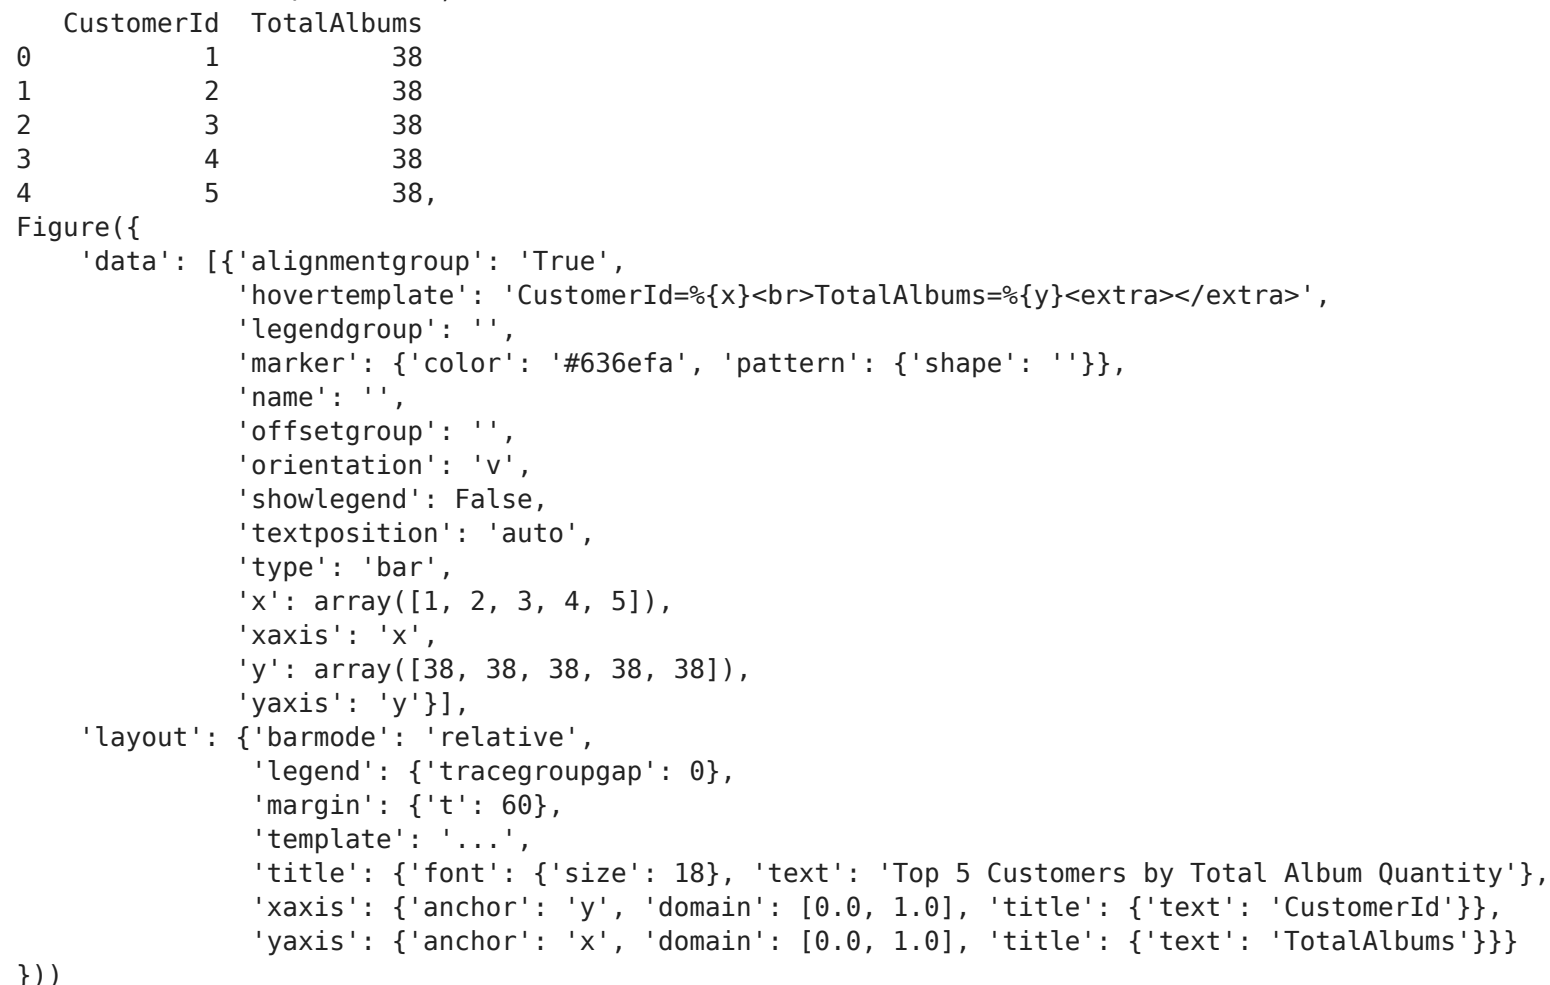 CustomerId  TotalAlbums
0           1           38
1           2           38
2           3           38
3           4           38
4           5           38,
Figure({
    'data': [{'alignmentgroup': 'True',
              'hovertemplate': 'CustomerId=%{x}<br>TotalAlbums=%{y}<extra></extra>',
              'legendgroup': '',
              'marker': {'color': '#636efa', 'pattern': {'shape': ''}},
              'name': '',
              'offsetgroup': '',
              'orientation': 'v',
              'showlegend': False,
              'textposition': 'auto',
              'type': 'bar',
              'x': array([1, 2, 3, 4, 5]),
              'xaxis': 'x',
              'y': array([38, 38, 38, 38, 38]),
              'yaxis': 'y'}],
    'layout': {'barmode': 'relative',
               'legend': {'tracegroupgap': 0},
               'margin': {'t': 60},
               'template': '...',
               'title': {'font': {'size': 18}, 'text': 'Top 5 Customers by Total Album Quantity'},
               'xaxis': {'anchor': 'y', 'domain': [0.0, 1.0], 'title': {'text': 'CustomerId'}},
               'yaxis': {'anchor': 'x', 'domain': [0.0, 1.0], 'title': {'text': 'TotalAlbums'}}}
}))